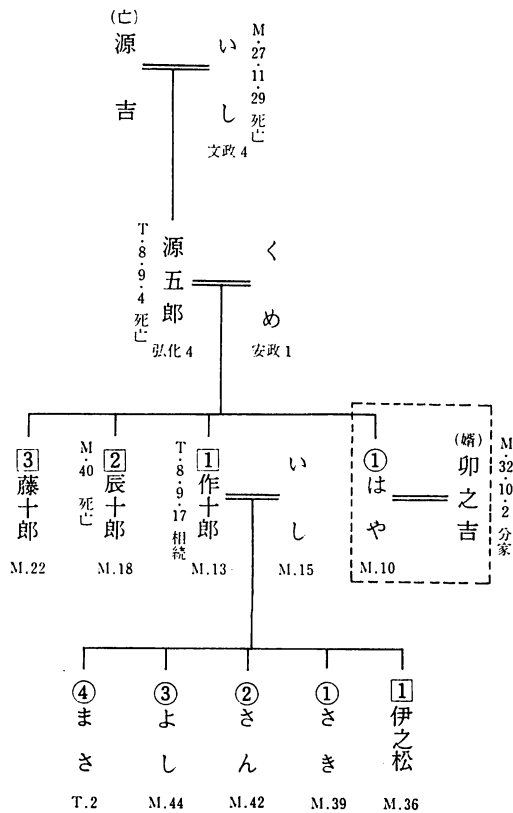 M・27・11・29 死亡
いし
文政4
(亡)
源吉
くめ
安政1
T・8・9・4 死亡
源五郎
弘化4
M・32・10・2 分家
(婿)
卯之吉
①はや
M.10
いし
M.15
1作十郎
T・8・9・17 相続
M.13
2辰十郎
M・40 死亡
M.18
3藤十郎
M.22
1伊之松
M.36
①さき
M.39
②さん
M.42
③よし
M.44
④まさ
T.2